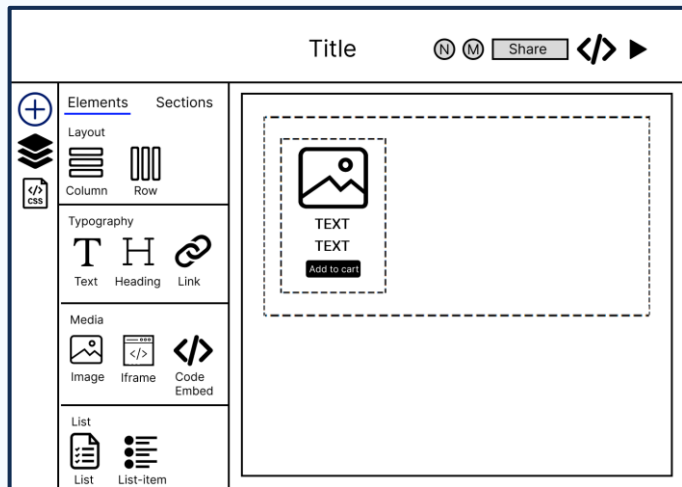 Title
N M Share </>
Elements Sections
Layout
Column Row
</>
CSS
Typography
T H
Text Heading Link
Media
</> </>
Image Iframe Code
Embed
List
List List-item
TEXT
TEXT
Add to cart